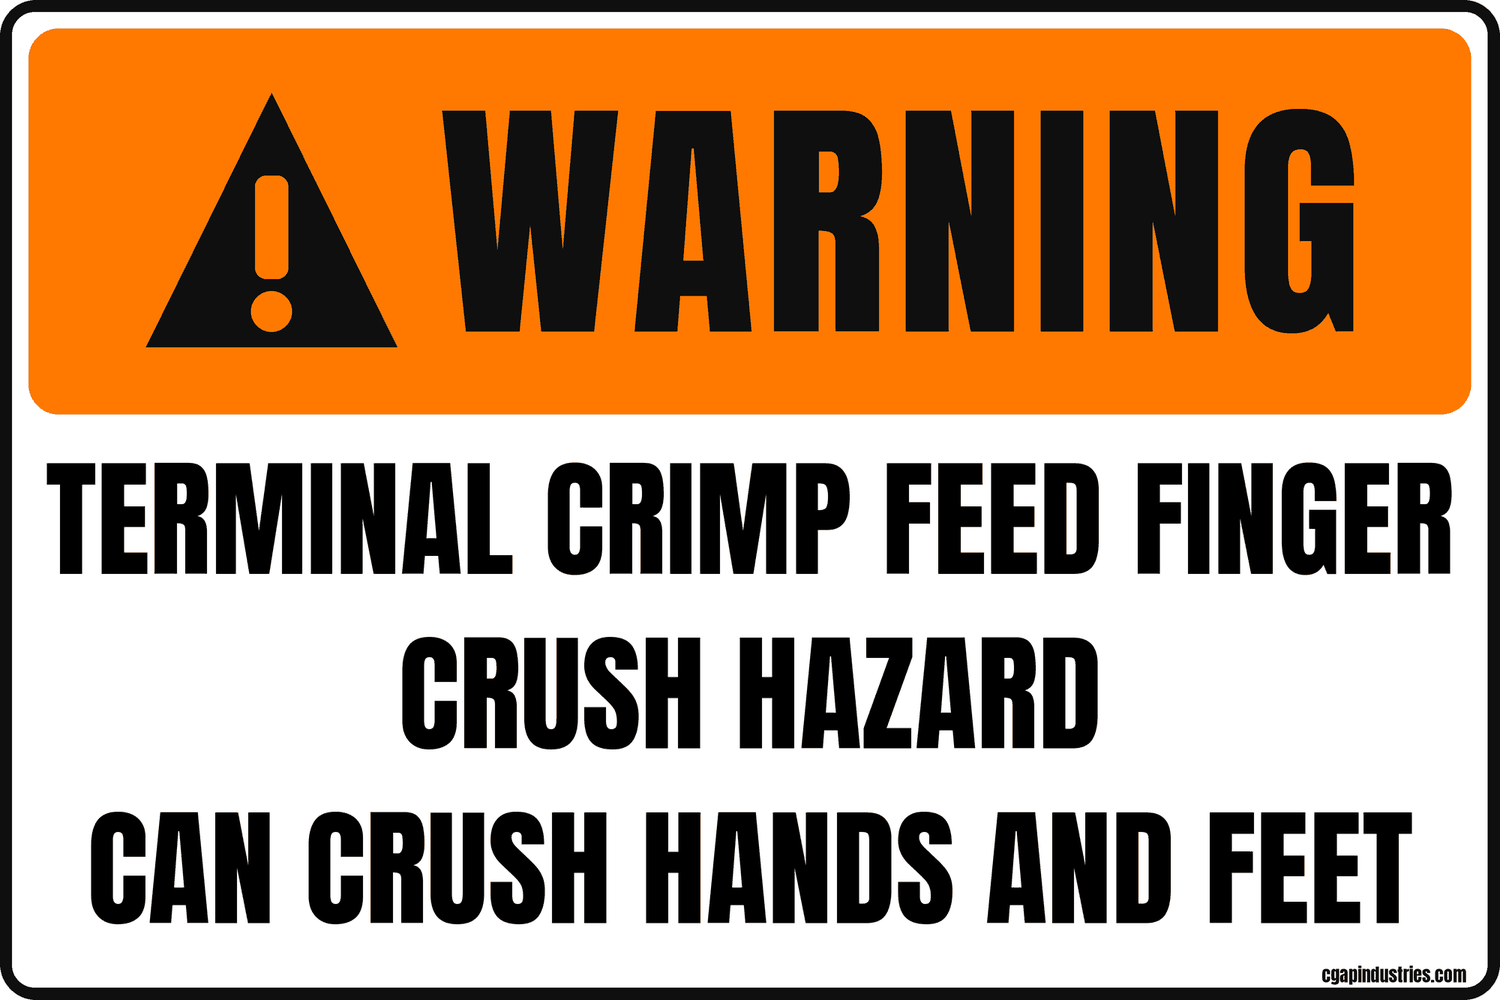 WARNING
TERMINAL CRIMP FEED FINGER
CRUSH HAZARD
CAN CRUSH HANDS AND FEET
cgapindustries.com